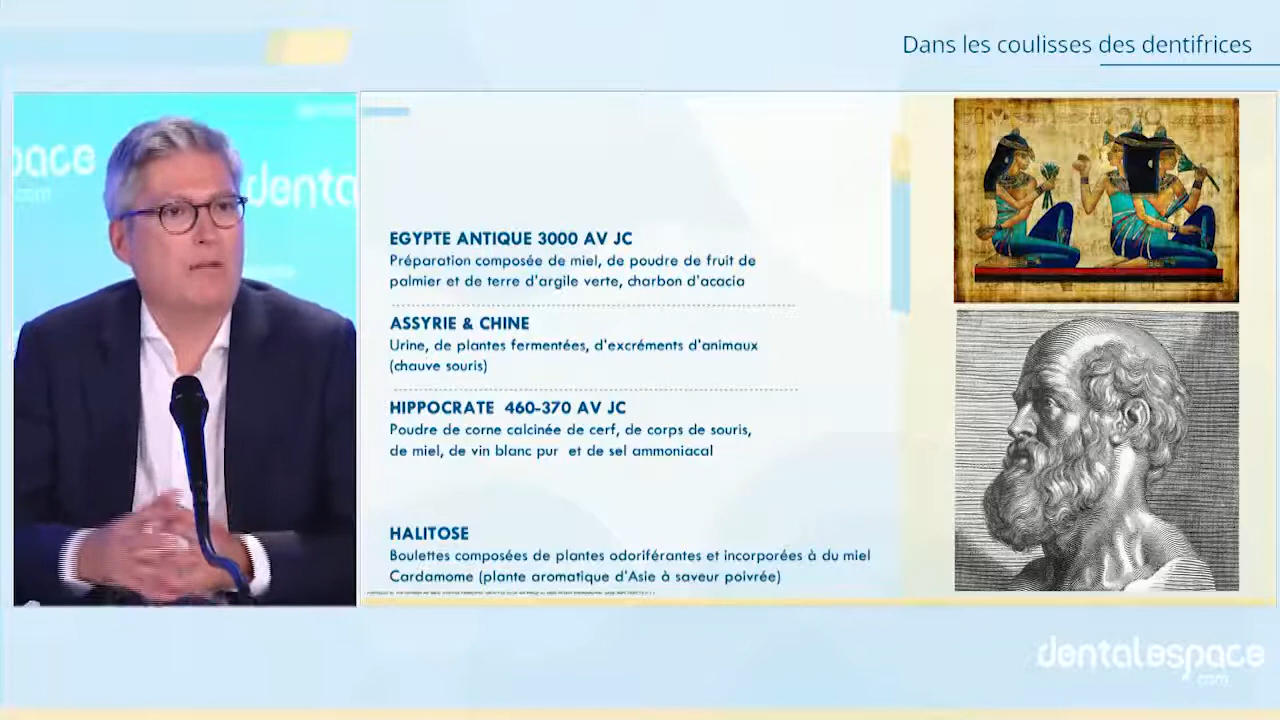 Dans les coulisses des dentifrices
pace
com
denta
EGYPTE ANTIQUE 3000 AV JC
Préparation composée de miel, de poudre de fruit de
palmier et de terre d'argile verte, charbon d'acacia
ASSYRIE & CHINE
Urine, de plantes fermentées, d'excréments d'animaux
(chauve souris)
HIPPOCRATE 460-370 AV JC
Poudre de corne calcinée de cerf, de corps de souris,
de miel, de vin blanc pur et de sel ammoniacal
HALITOSE
Boulettes composées de plantes odoriférantes et incorporées à du miel
Cardamome (plante aromatique d'Asie à saveur poivrée)
dentalespace
.com